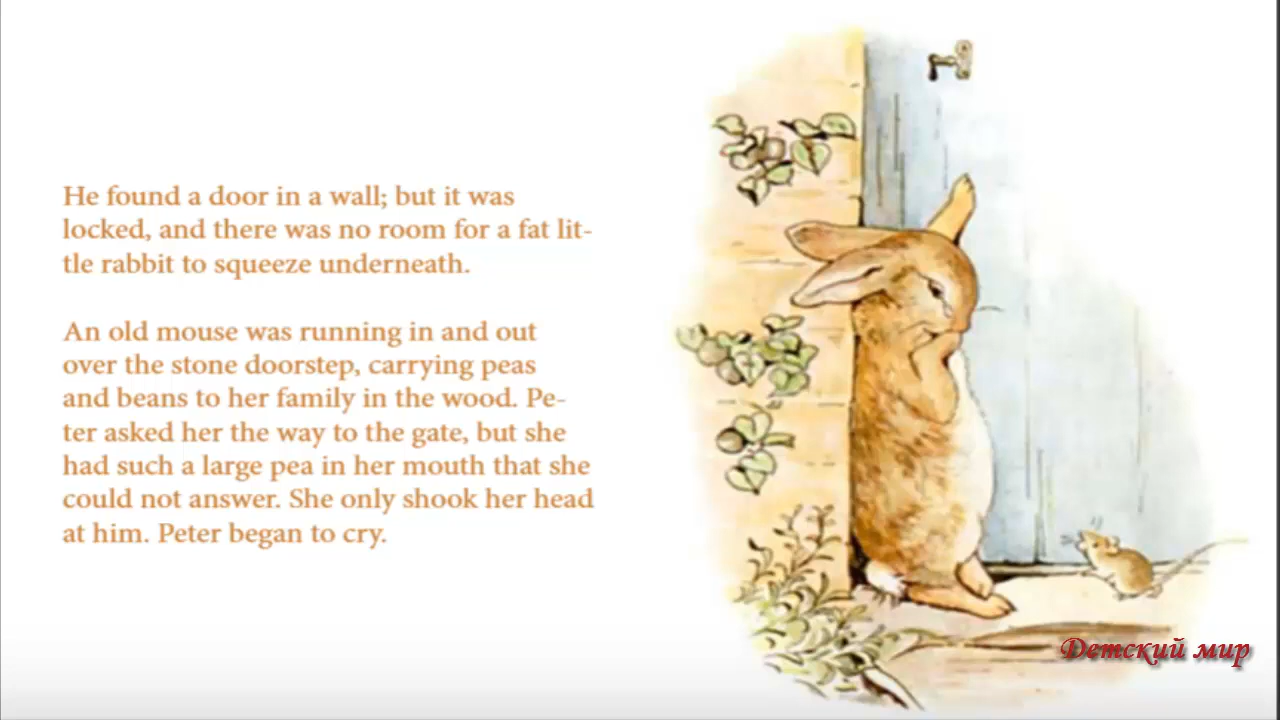 He found a door in a wall; but it was
locked, and there was no room for a fat lit-
tle rabbit to squeeze underneath.
An old mouse was running in and out
over the stone doorstep, carrying peas
and beans to her family in the wood. Pe-
ter asked her the way to the gate, but she
had such a large pea in her mouth that she
could not answer. She only shook her head
at him. Peter began to cry.
Детский мир